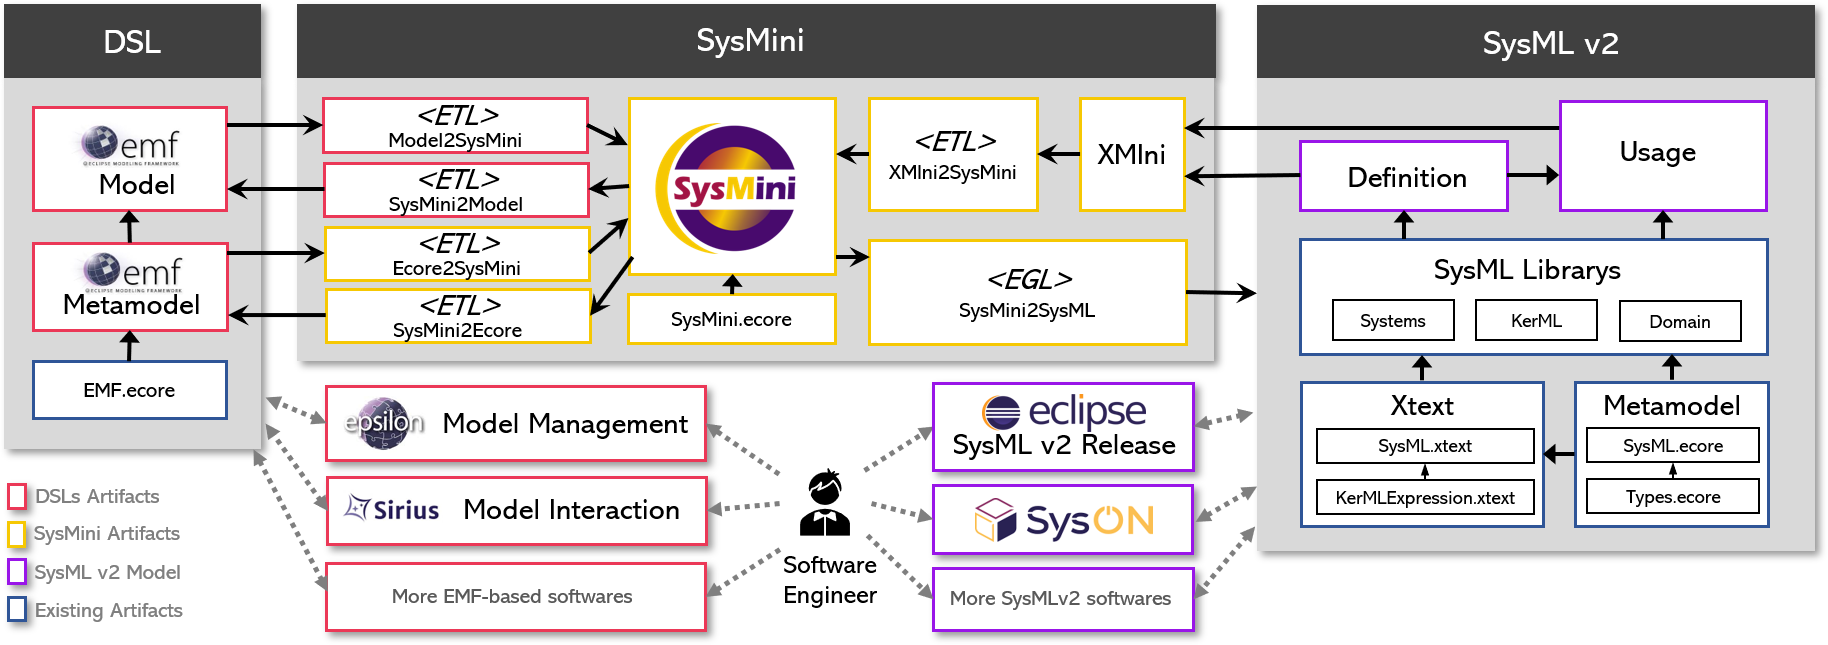 DSL
SysMini
SysML v2
emf
@ECLIPSE MODELING FRAMEWORK
Model
emf
@ECLIPSE MODELING FRAMEWORK
Metamodel
EMF.ecore
<ETL>
Model2SysMini
<ETL>
SysMini2Model
<ETL>
Ecore2SysMini
<ETL>
SysMini2Ecore
SysMini
SysMini.ecore
<ETL>
XMIni2SysMini
XMIni
<EGL>
SysMini2SysML
Definition
Usage
SysML Librarys
Systems
KerML
Domain
Xtext
SysML.xtext
KerMLExpression.xtext
Metamodel
SysML.ecore
Types.ecore
epsilon
Model Management
Sirius
Model Interaction
More EMF-based softwares
Software
Engineer
eclipse
SysML v2 Release
SysON
More SysMLv2 softwares
DSLs Artifacts
SysMini Artifacts
SysML v2 Model
Existing Artifacts